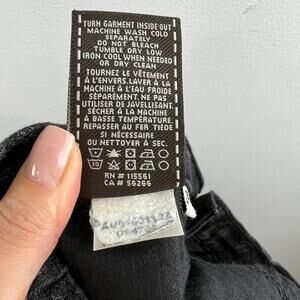 TURN GARMENT INSIDE OUT
MACHINE WASH COLD
SEPARATELY
DO NOT BLEACH
TUMBLE DRY LOW
IRON COOL WHEN NEEDED
OR DRY CLEAN
TOURNEZ LE VÊTEMENT
À L'ENVERS.LAVER À LA
MACHINE À L'EAU FROIDE
SÉPARÉMENT. NE PAS
UTILISER DE JAVELLISANT.
SÉCHER À LA MACHINE
À BASSE TEMPÉRATURE.
REPASSER AU FER TIÈDE
SI NÉCESSAIRE
OU NETTOYER À SEC.
RN # 115561
CA # 56266